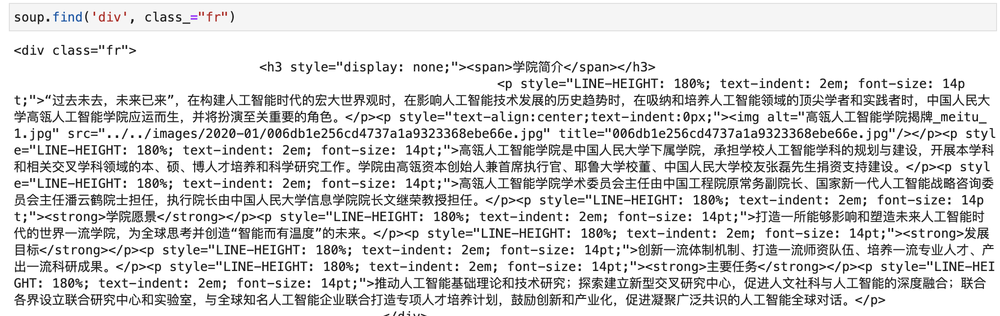 soup.find('div', class_="fr")
<div class="fr">
<h3 style="display: none;"><span>学院简介</span></h3>
<p style="LINE-HEIGHT: 180%; text-indent: 2em; font-size: 14p
t;">“过去未去，未来已来”，在构建人工智能时代的宏大世界观时，在影响人工智能技术发展的历史趋势时，在吸纳和培养人工智能领域的顶尖学者和实践者时，中国人民大
学高瓴人工智能学院应运而生，并将扮演至关重要的角色。</p><p style="text-align:center;text-indent:0px;"><img alt="高瓴人工智能学院揭牌_meitu_
1.jpg" src="../../images/2020-01/006db1e256cd4737a1a9323368ebe66e.jpg" title="006db1e256cd4737a1a9323368ebe66e.jpg"/></p><p styl
e="LINE-HEIGHT: 180%; text-indent: 2em; font-size: 14pt;">高瓴人工智能学院是中国人民大学下属学院，承担学校人工智能学科的规划与建设，开展本学科
和相关交叉学科领域的本、硕、博人才培养和科学研究工作。学院由高瓴资本创始人兼首席执行官、耶鲁大学校董、中国人民大学校友张磊先生捐资支持建设。</p><p styl
e="LINE-HEIGHT: 180%; text-indent: 2em; font-size: 14pt;">高瓴人工智能学院学术委员会主任由中国工程院原常务副院长、国家新一代人工智能战略咨询委
员会主任潘云鹤院士担任，执行院长由中国人民大学信息学院院长文继荣教授担任。</p><p style="LINE-HEIGHT: 180%; text-indent: 2em; font-size: 14p
t;"><strong>学院愿景</strong></p><p style="LINE-HEIGHT: 180%; text-indent: 2em; font-size: 14pt;">打造一所能够影响和塑造未来人工智能时
代的世界一流学院，为全球思考并创造“智能而有温度”的未来。</p><p style="LINE-HEIGHT: 180%; text-indent: 2em; font-size: 14pt;"><strong>发展
目标</strong></p><p style="LINE-HEIGHT: 180%; text-indent: 2em; font-size: 14pt;">创新一流体制机制、打造一流师资队伍、培养一流专业人才、产
出一流科研成果。</p><p style="LINE-HEIGHT: 180%; text-indent: 2em; font-size: 14pt;"><strong>主要任务</strong></p><p style="LINE-HEI
GHT: 180%; text-indent: 2em; font-size: 14pt;">推动人工智能基础理论和技术研究；探索建立新型交叉研究中心，促进人文社科与人工智能的深度融合；联合
各界设立联合研究中心和实验室，与全球知名人工智能企业联合打造专项人才培养计划，鼓励创新和产业化，促进凝聚广泛共识的人工智能全球对话。</p>
</div>